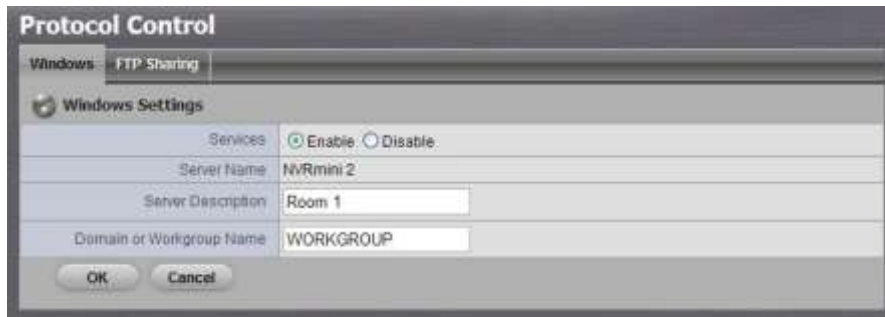 Protocol Control
Windows FTP Sharing
Windows Settings
Services Enable Disable
Server Name NVRmini 2
Server Description Room 1
Domain or Workgroup Name WORKGROUP
OK Cancel